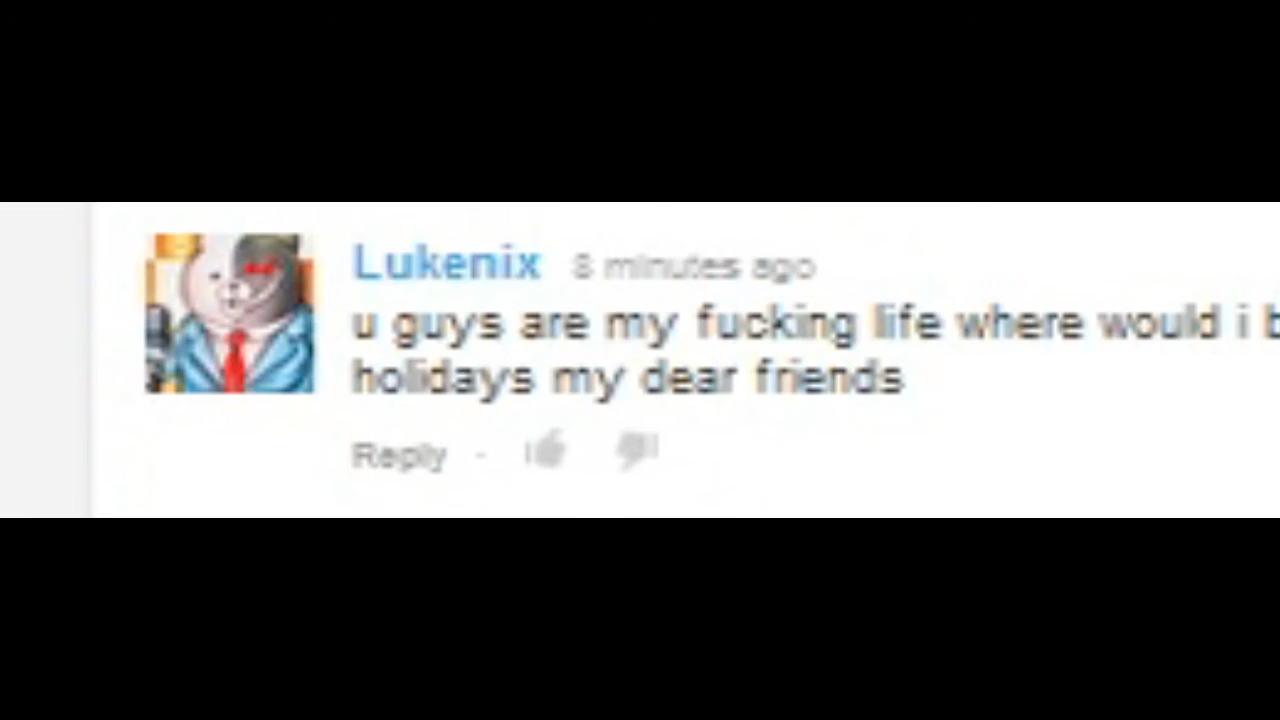 Lukenix 8 minutes ago
u guys are my fucking life where would i
holidays my dear friends
Reply ·